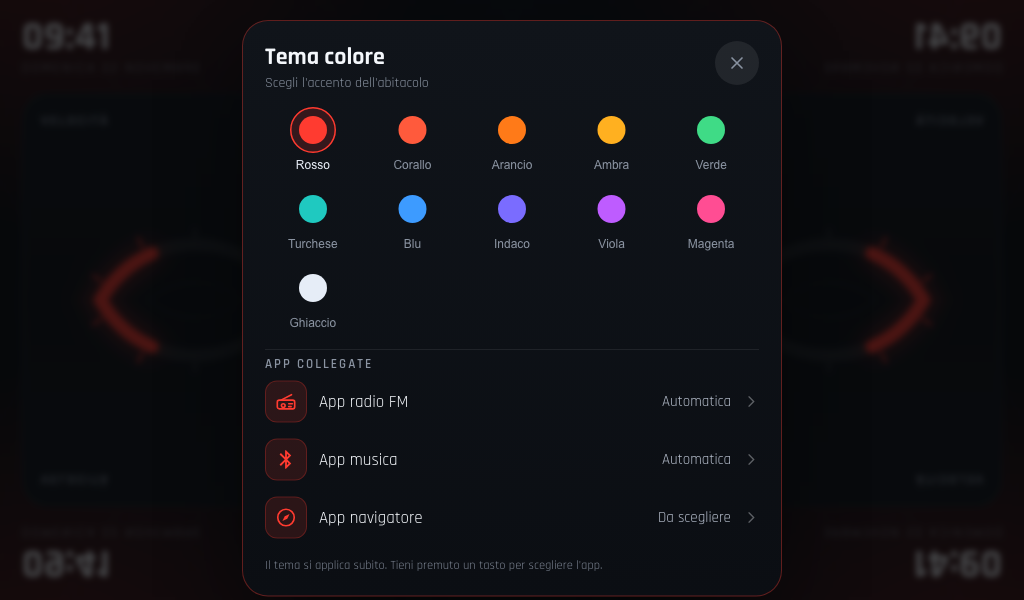 09:41
Tema colore
Scegli l'accento dell'abitacolo
Rosso
Corallo
Arancio
Ambra
Verde
Turchese
Blu
Indaco
Viola
Magenta
Ghiaccio
APP COLLEGATE
App radio FM
Automatica
App musica
Automatica
App navigatore
Da scegliere
Il tema si applica subito. Tieni premuto un tasto per scegliere l'app.